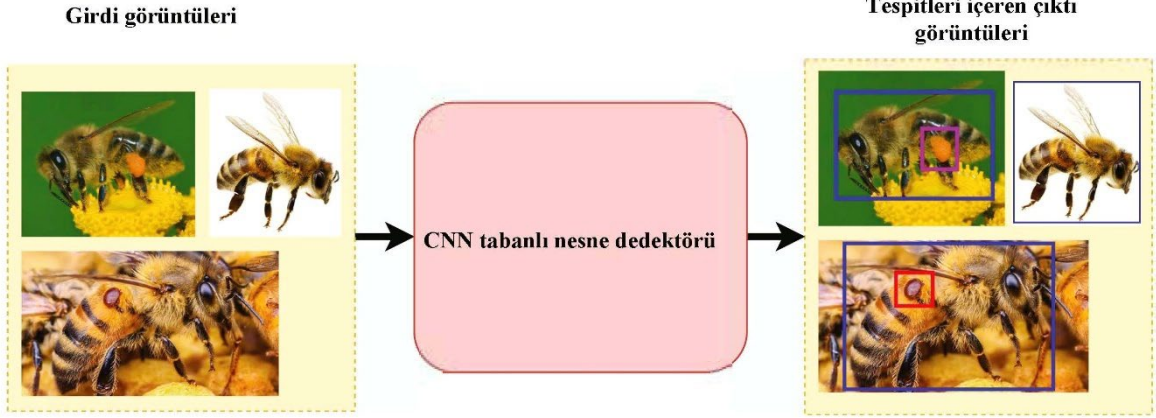 Girdi görüntüleri
CNN tabanlı nesne dedektörü
Tespitleri içeren çıktı
görüntüleri